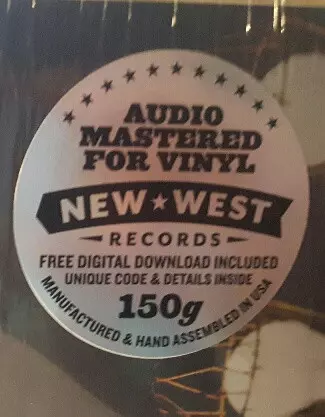 AUDIO
MASTERED
FOR VINYL
NEW★WEST
RECORDS
FREE DIGITAL DOWNLOAD INCLUDED
UNIQUE CODE & DETAILS INSIDE
150g
MANUFACTURED & HAND ASSEMBLED IN USA